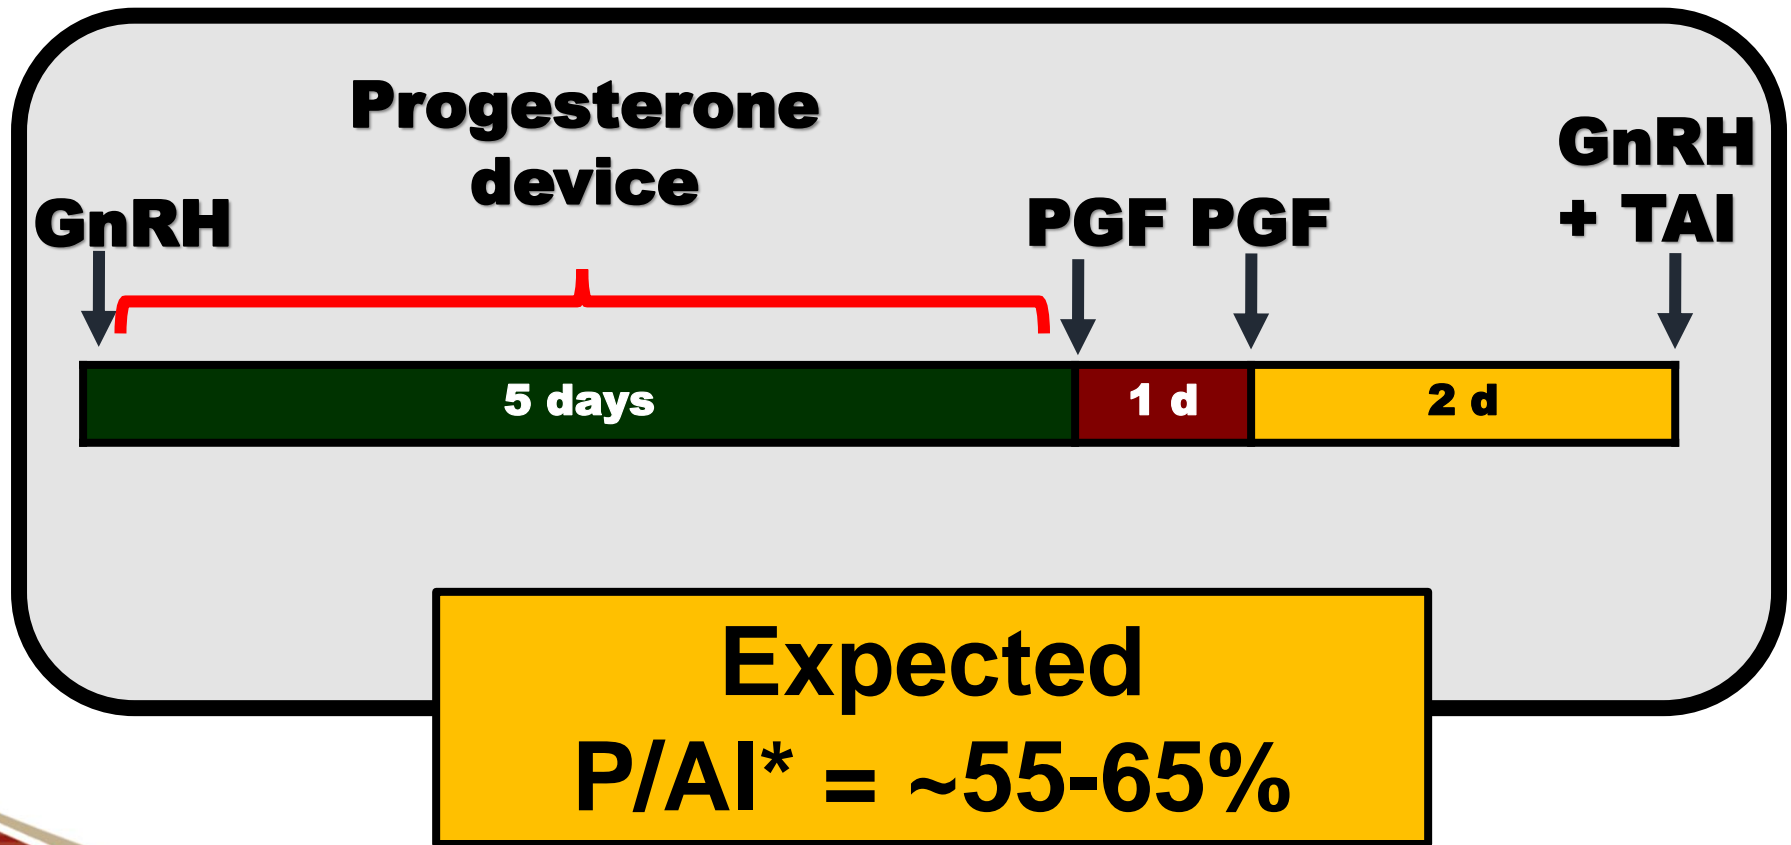 Progesterone
device
GnRH
PGF PGF
GnRH
+ TAI
5 days
1 d
2 d
Expected
P/AI* = ~55-65%